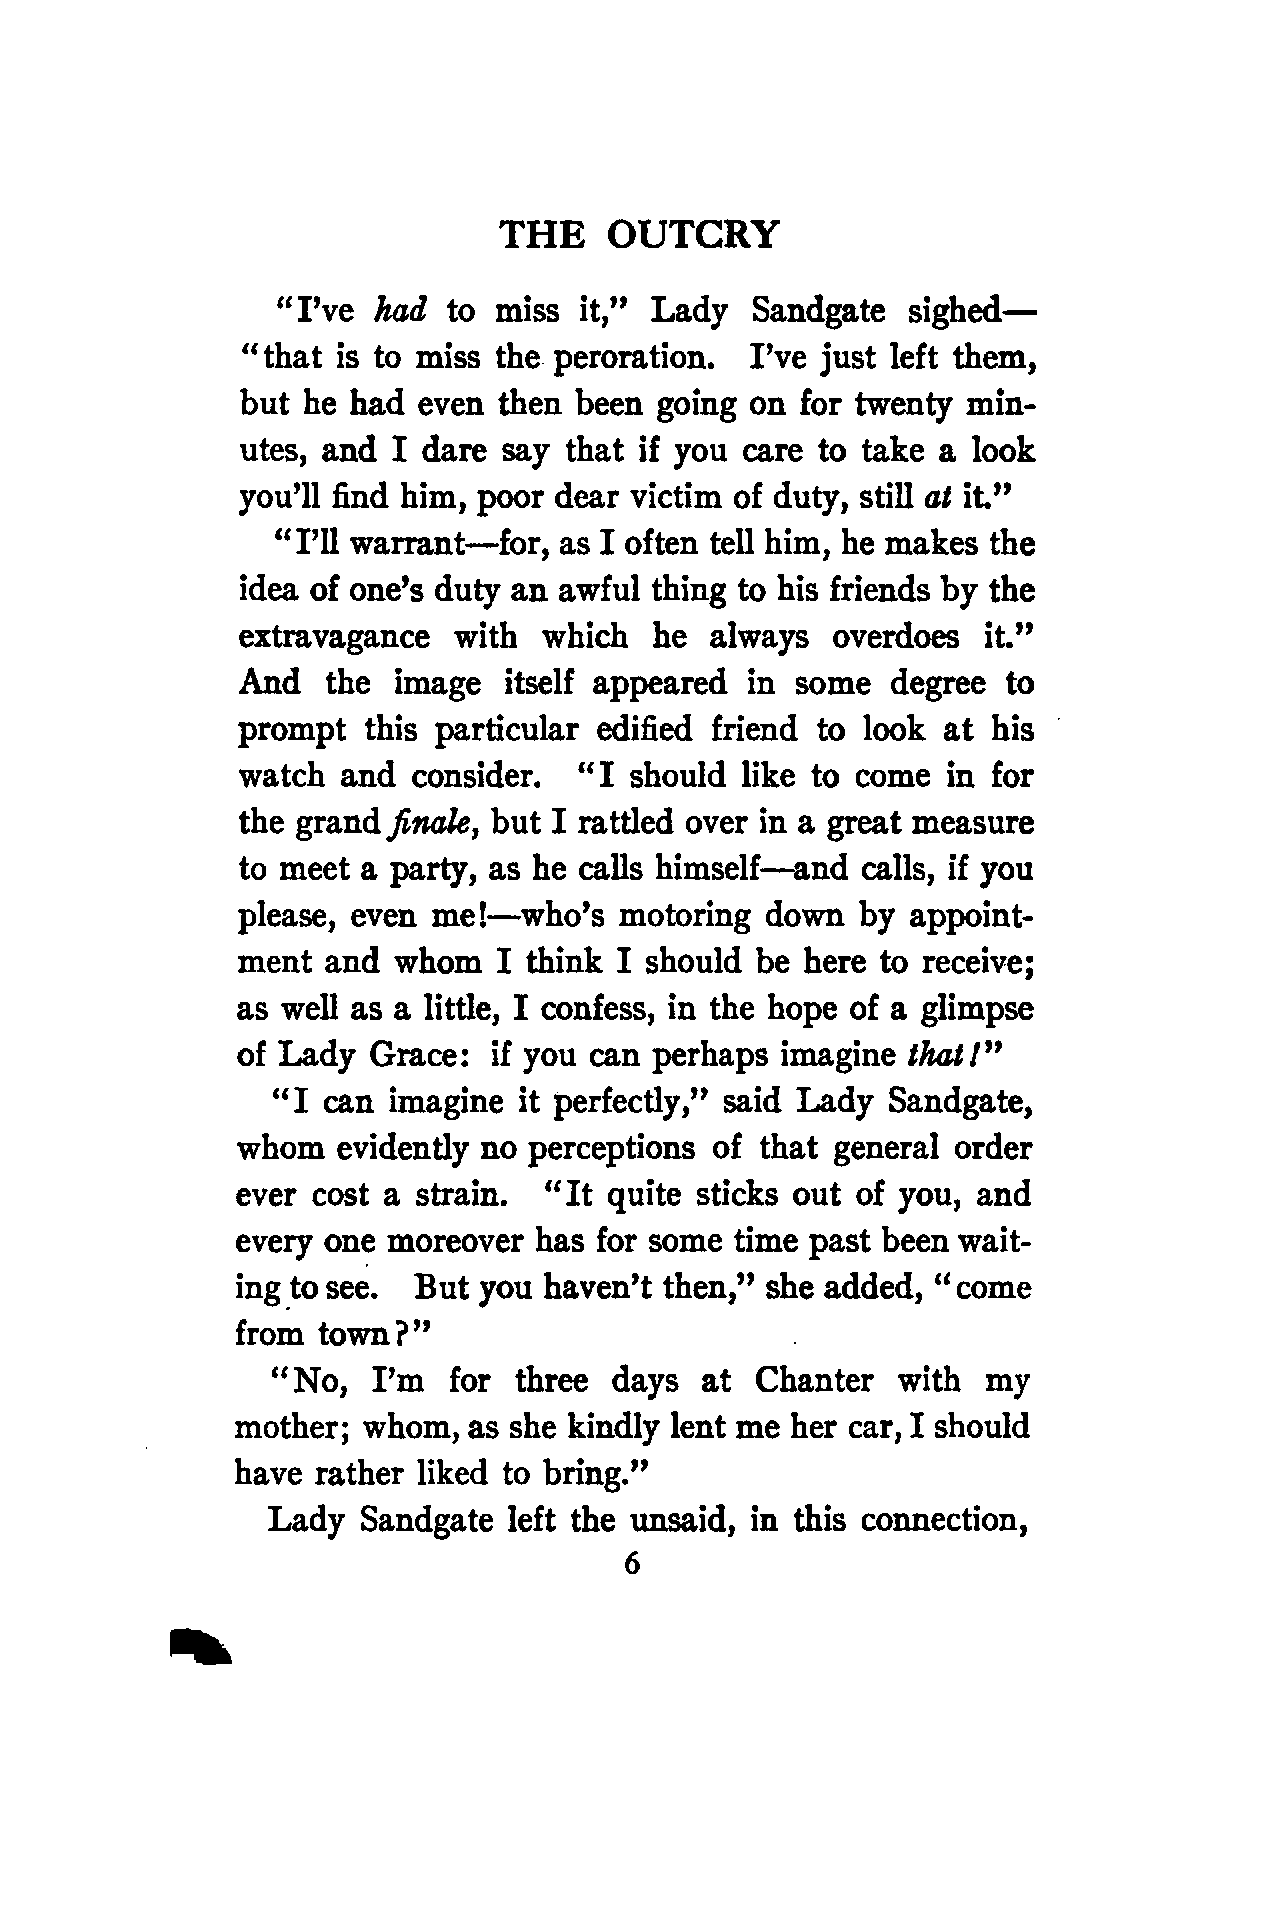 THE OUTCRY
“I’ve had to miss it,” Lady Sandgate sighed—
“that is to miss the peroration. I’ve just left them,
but he had even then been going on for twenty min-
utes, and I dare say that if you care to take a look
you’ll find him, poor dear victim of duty, still at it.”
“I’ll warrant—for, as I often tell him, he makes the
idea of one’s duty an awful thing to his friends by the
extravagance with which he always overdoes it.”
And the image itself appeared in some degree to
prompt this particular edified friend to look at his
watch and consider. “I should like to come in for
the grand finale, but I rattled over in a great measure
to meet a party, as he calls himself—and calls, if you
please, even me!—who’s motoring down by appoint-
ment and whom I think I should be here to receive;
as well as a little, I confess, in the hope of a glimpse
of Lady Grace: if you can perhaps imagine that!”
“I can imagine it perfectly,” said Lady Sandgate,
whom evidently no perceptions of that general order
ever cost a strain. “It quite sticks out of you, and
every one moreover has for some time past been wait-
ing to see. But you haven’t then,” she added, “come
from town?”
“No, I’m for three days at Chanter with my
mother; whom, as she kindly lent me her car, I should
have rather liked to bring.”
Lady Sandgate left the unsaid, in this connection,
6